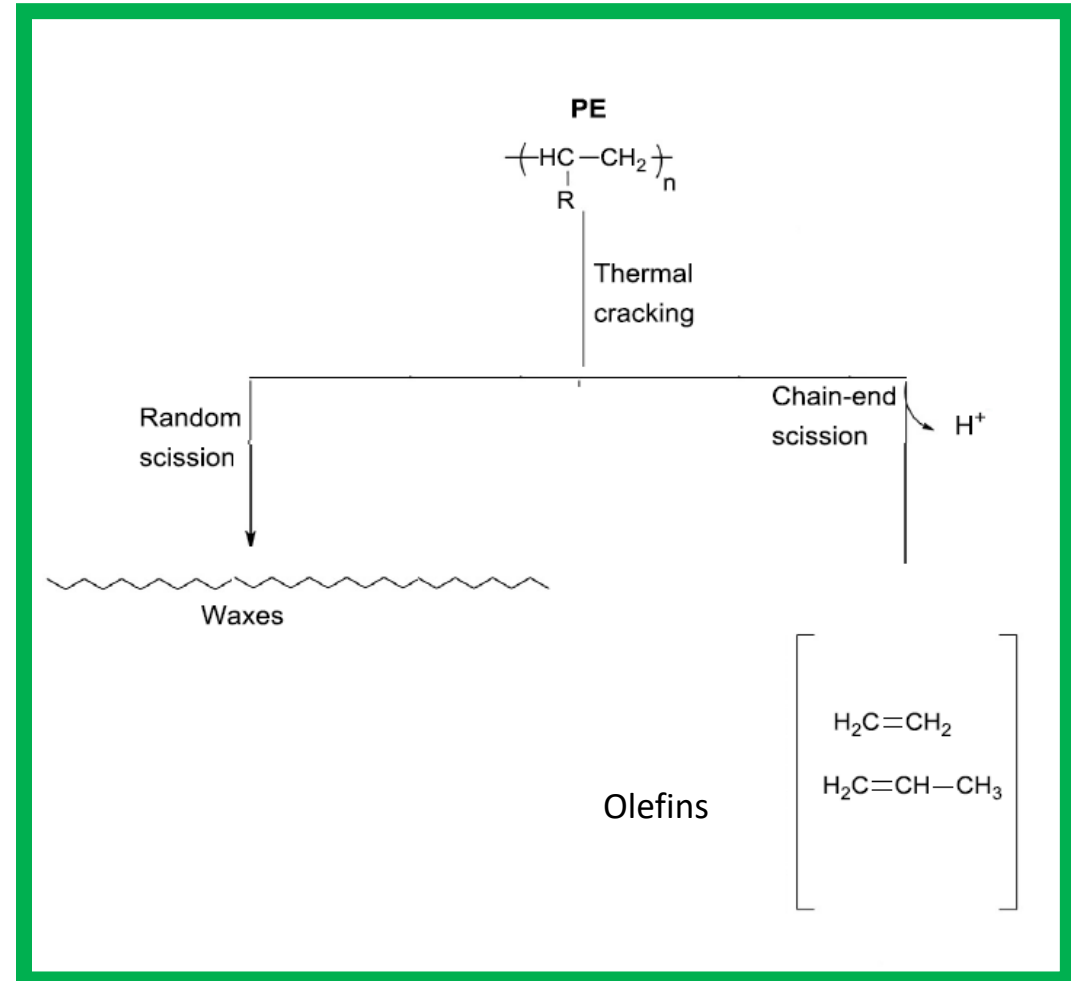 PE
-(HC-CH₂)-n
R
Thermal
cracking
Random
scission
Chain-end
scission
H⁺
Waxes
H₂C=CH₂
H₂C=CH-CH₃
Olefins